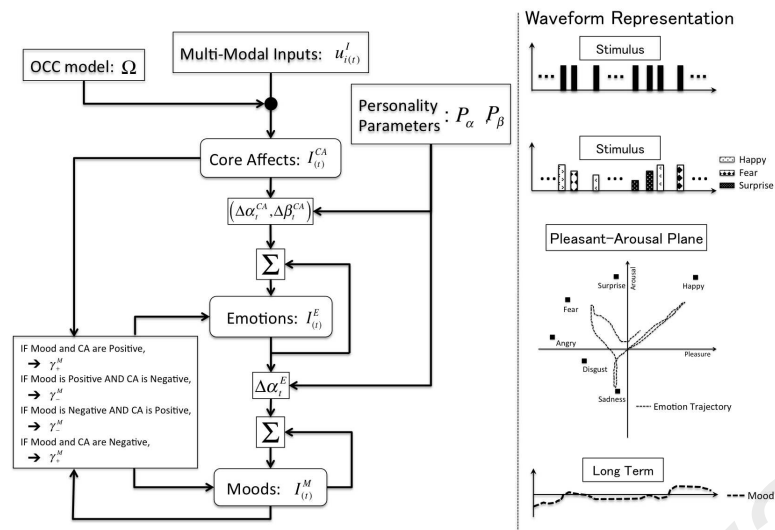 OCC model: Ω
Multi-Modal Inputs: u^I_{i(t)}
Personality
Parameters : P_α P_β
Core Affects: I^{CA}_{(t)}
(Δα^{CA}_t, Δβ^{CA}_t)
Σ
Emotions: I^E_{(t)}
IF Mood and CA are Positive,
➔ γ^M_+
IF Mood is Positive AND CA is Negative,
➔ γ^M_-
IF Mood is Negative AND CA is Positive,
➔ γ^M_-
IF Mood and CA are Negative,
➔ γ^M_+
Δα^E_t
Σ
Moods: I^M_{(t)}
Waveform Representation
Stimulus
... ... ...
Stimulus
... ... ...
Happy
Fear
Surprise
Pleasant-Arousal Plane
Arousal
Surprise
Happy
Fear
Angry
Pleasure
Disgust
Sadness
Emotion Trajectory
Long Term
Mood